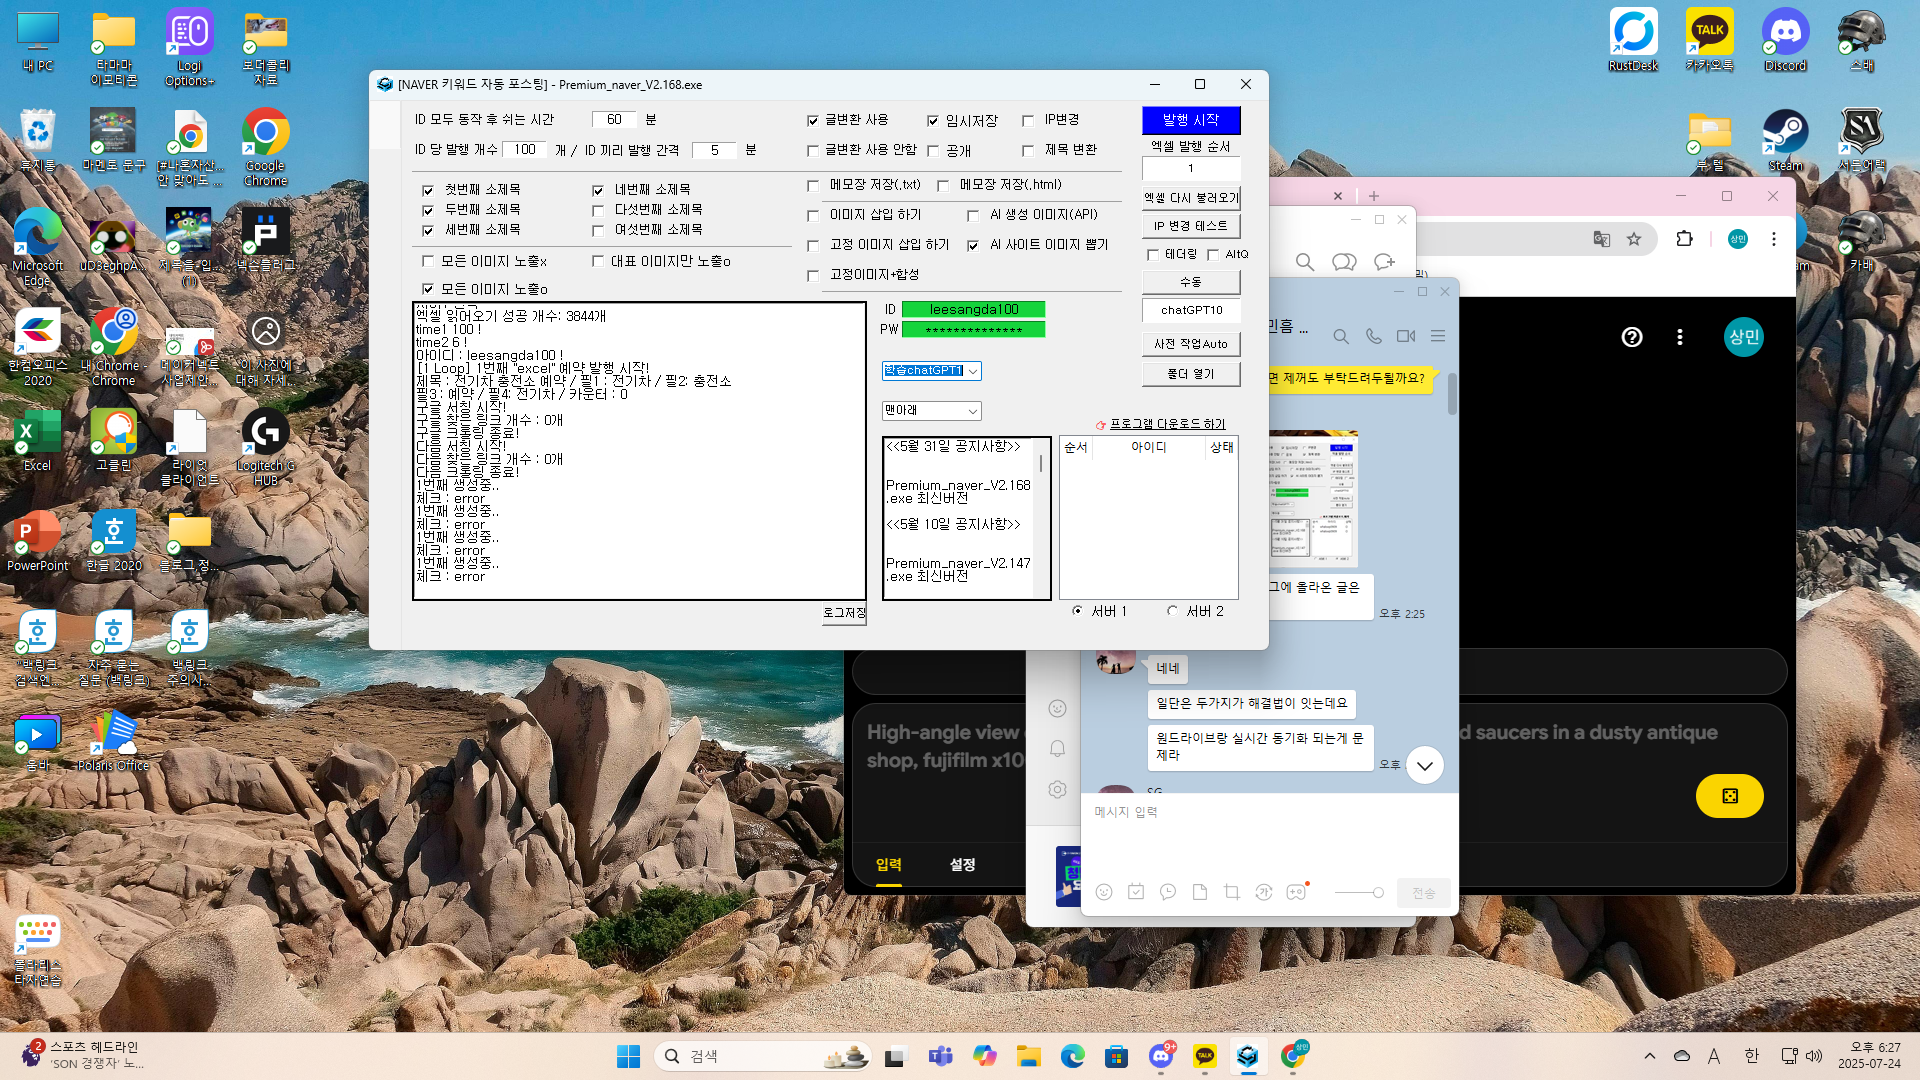 내 PC
타마마
이모티콘
Logi
Options+
보더콜리
자료
휴지통
마멘토 문구
[#나혼자산...
안 맞아도 ...
Google
Chrome
Microsoft
Edge
uD3eghpA...
제목을-입...
(1)
넥슨플러그
한컴오피스
2020
내 Chrome -
Chrome
네이커넥트
사업제안...
이 사진에
대해 자세...
Excel
고클린
라이엇
클라이언트
Logitech G
HUB
PowerPoint
한글 2020
블로그 정...
"백링크
검색엔...
자주 묻는
질문 (백링크)
백링크
주의사...
곰바
Polaris Office
폴라리스
타자연습
RustDesk
카카오톡
Discord
스배
Steam
서든어택
카배
[NAVER 키워드 자동 포스팅] - Premium_naver_V2.168.exe
ID 모두 동작 후 쉬는 시간 60 분
ID 당 발행 개수 100 개 / ID 끼리 발행 간격 5 분
글변환 사용 임시저장 IP변경
글변환 사용 안함 공개 제목 변환
첫번째 소제목 네번째 소제목
두번째 소제목 다섯번째 소제목
세번째 소제목 여섯번째 소제목
모든 이미지 노출x 대표 이미지만 노출o
모든 이미지 노출o
메모장 저장(.txt) 메모장 저장(.html)
이미지 삽입 하기 AI 생성 이미지(API)
고정 이미지 삽입 하기 AI 사이트 이미지 뽑기
고정이미지+합성
발행 시작
엑셀 발행 순서
1
엑셀 다시 불러오기
IP 변경 테스트
테더링 AltQ
수동
chatGPT10
사전 작업Auto
폴더 열기
엑셀 읽어오기 성공 개수: 3844개
time1 100 !
time2 6 !
아이디 : leesangda100 !
[1 Loop] 1번째 "excel" 예약 발행 시작!
제목 : 전기차 충전소 예약 / 필1 : 전기차 / 필2: 충전소
필3 : 예약 / 필4: 전기차 / 카운터 : 0
구글 서칭 시작!
구글 찾은 링크 개수 : 0개
구글 크롤링 종료!
다음 서칭 시작!
다음 찾은 링크 개수 : 0개
다음 크롤링 종료!
1번째 생성중..
체크 : error
1번째 생성중..
체크 : error
1번째 생성중..
체크 : error
1번째 생성중..
체크 : error
로그저장
ID leesangda100
PW **************
학습chatGPT1
맨아래
프로그램 다운로드 하기
<<5월 31일 공지사항>>
Premium_naver_V2.168
.exe 최신버전
<<5월 10일 공지사항>>
Premium_naver_V2.147
.exe 최신버전
순서 아이디 상태
서버 1 서버 2
상민
상민
민흠 ...
면 제꺼도 부탁드려두될까요?
그에 올라온 글은
오후 2:25
네네
일단은 두가지가 해결법이 잇는데요
원드라이브랑 실시간 동기화 되는게 문
제라
오후
메시지 입력
전송
High-angle view
d saucers in a dusty antique
shop, fujifilm x10
입력 설정
2
스포츠 헤드라인
'SON 경쟁자' 노...
검색
9+
TALK
상민
A
한
오후 6:27
2025-07-24